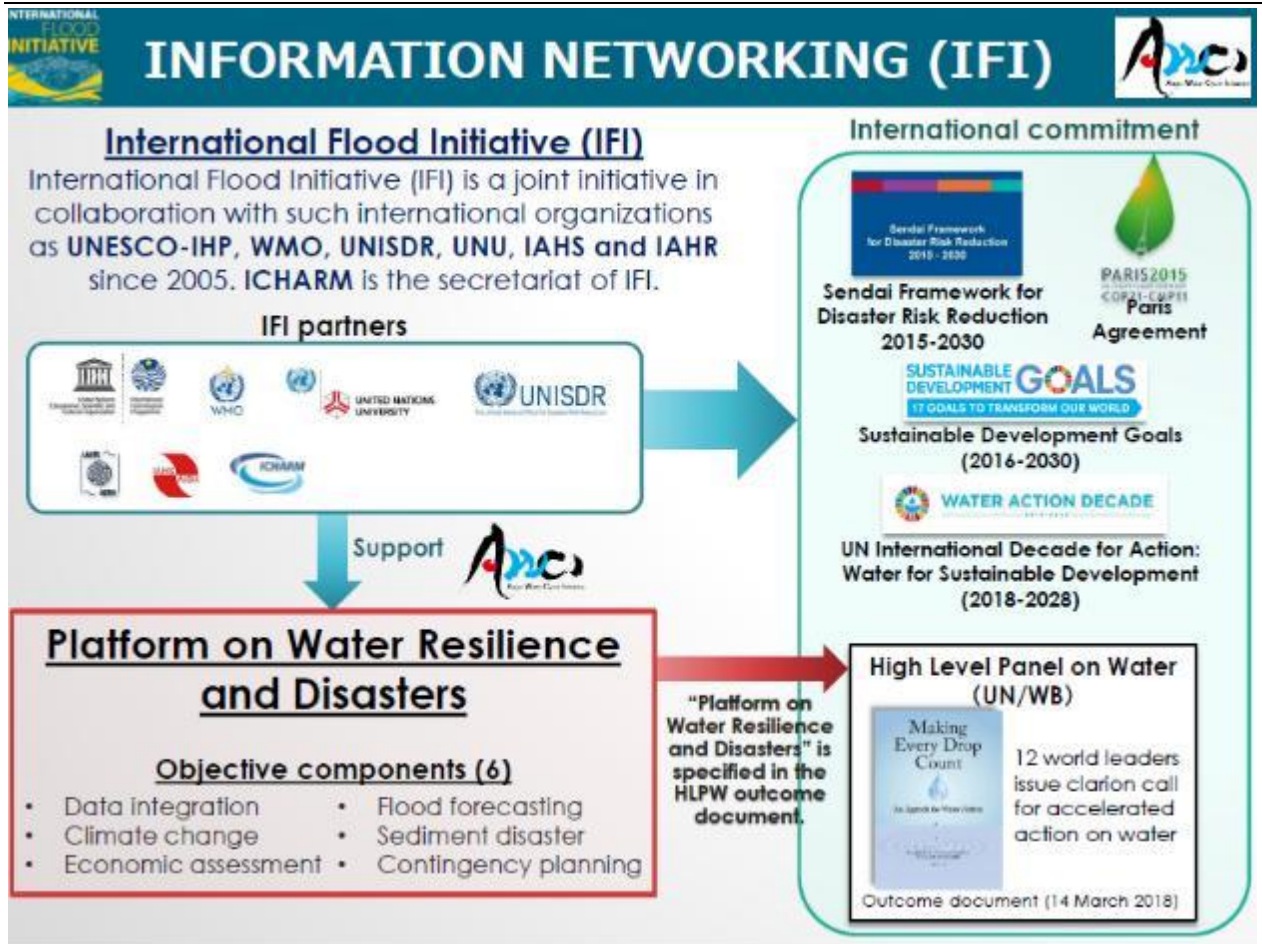 INTERNATIONAL
FLOOD
INITIATIVE
INFORMATION NETWORKING (IFI)
International Flood Initiative (IFI)
International Flood Initiative (IFI) is a joint initiative in
collaboration with such international organizations
as UNESCO-IHP, WMO, UNISDR, UNU, IAHS and IAHR
since 2005. ICHARM is the secretariat of IFI.
IFI partners
WMO
UNITED NATIONS
UNIVERSITY
UNISDR
ICHARM
Support
Platform on Water Resilience
and Disasters
Objective components (6)
• Data integration
• Climate change
• Economic assessment
• Flood forecasting
• Sediment disaster
• Contingency planning
"Platform on
Water Resilience
and Disasters" is
specified in the
HLPW outcome
document.
International commitment
Sendai Framework
for Disaster Risk Reduction
2015 - 2030
Sendai Framework for
Disaster Risk Reduction
2015-2030
PARIS2015
COP21-CMP11
Paris
Agreement
SUSTAINABLE
DEVELOPMENT GOALS
17 GOALS TO TRANSFORM OUR WORLD
Sustainable Development Goals
(2016-2030)
WATER ACTION DECADE
UN International Decade for Action:
Water for Sustainable Development
(2018-2028)
High Level Panel on Water
(UN/WB)
Making
Every Drop
Count
An Agenda for Water Action
12 world leaders
issue clarion call
for accelerated
action on water
Outcome document (14 March 2018)